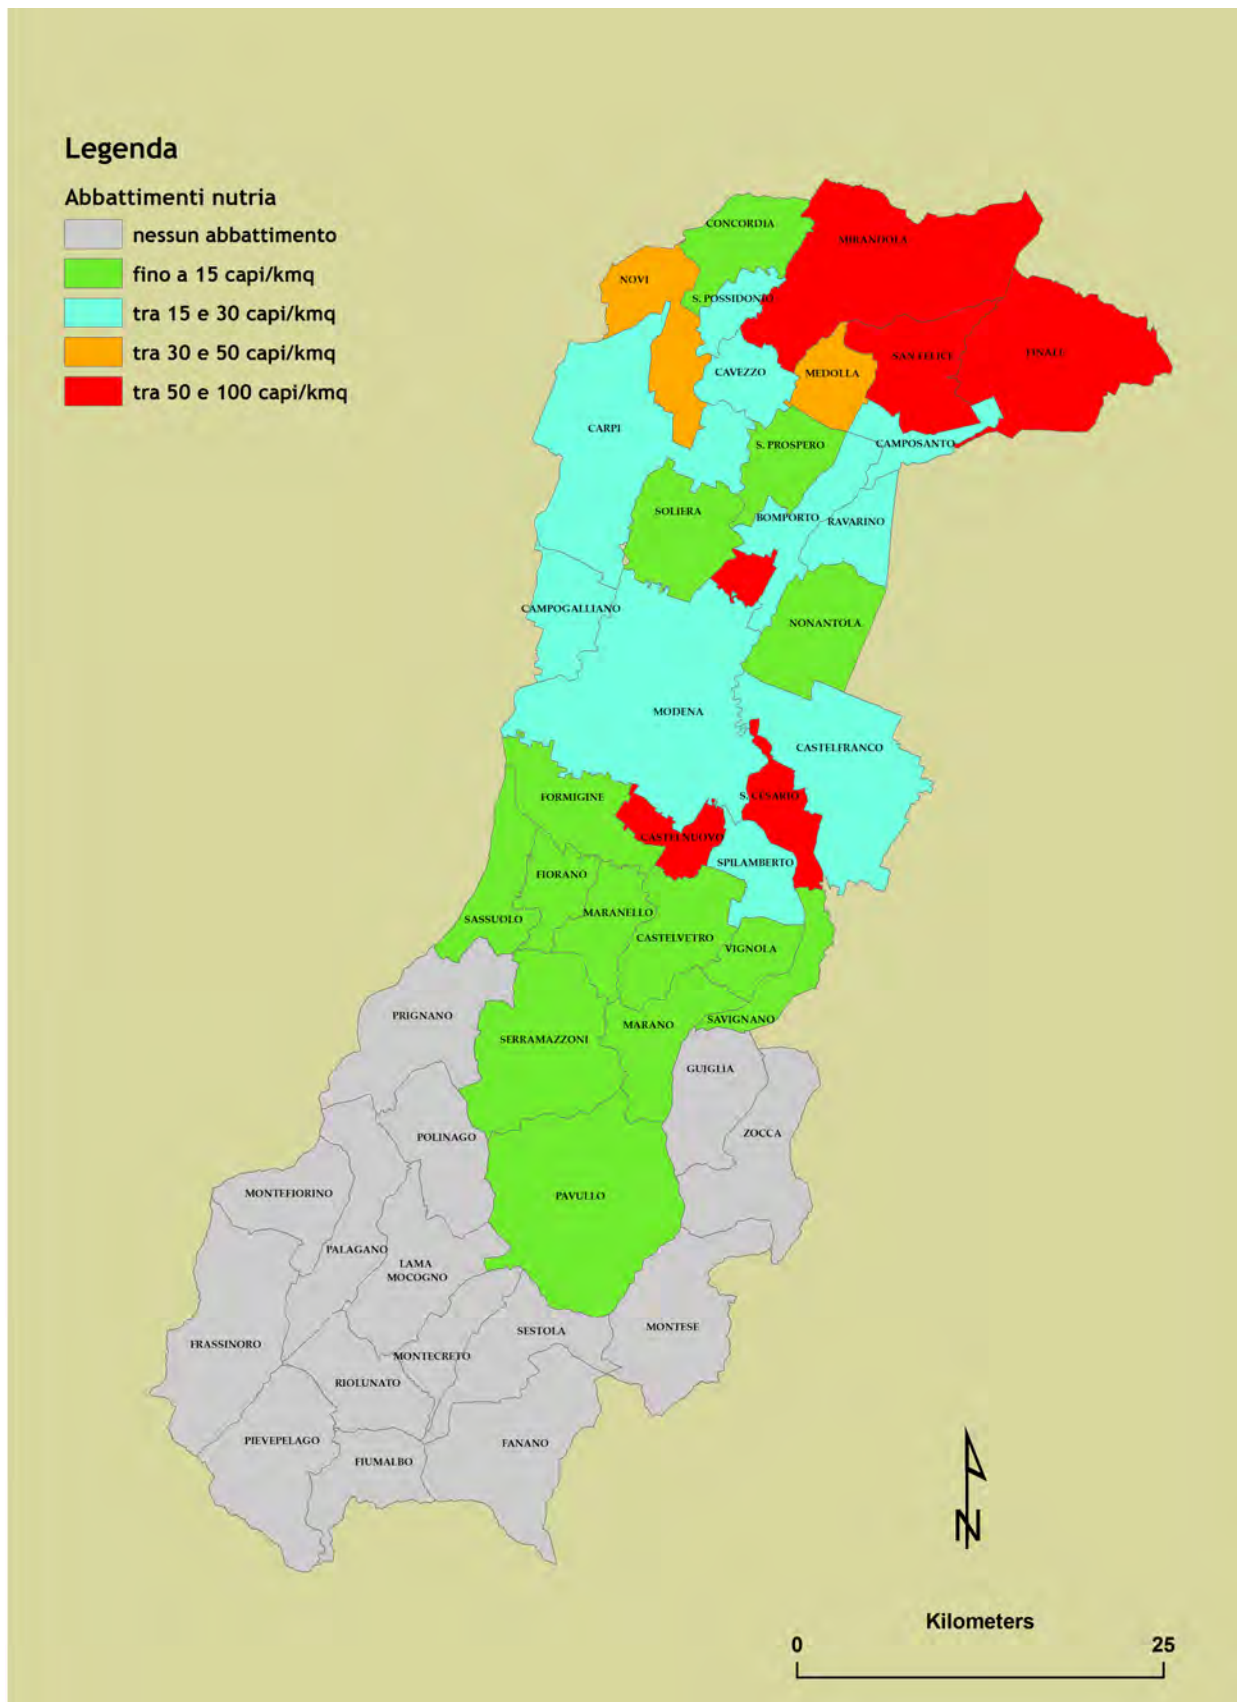 Legenda
Abbattimenti nutria
nessun abbattimento
fino a 15 capi/kmq
tra 15 e 30 capi/kmq
tra 30 e 50 capi/kmq
tra 50 e 100 capi/kmq
CONCORDIA
MIRANDOLA
NOVI
S. POSSIDONIO
SAN FELICE
FINALE
CAVEZZO
MEDOLLA
CARPI
S. PROSPERO
CAMPOSANTO
SOLIERA
BOMPORTO
RAVARINO
CAMPOGALLIANO
NONANTOLA
MODENA
CASTELFRANCO
FORMIGINE
S. CESARIO
CASTELNUOVO
SPILAMBERTO
FIORANO
MARANELLO
SASSUOLO
CASTELVETRO
VIGNOLA
PRIGNANO
SERRAMAZZONI
MARANO
SAVIGNANO
GUIGLIA
POLINAGO
ZOCCA
MONTEFIORINO
PAVULLO
PALAGANO
LAMA
MOCOGNO
FRASSINORO
SESTOLA
MONTESE
MONTECRETO
RIOLUNATO
PIEVEPELAGO
FANANO
FIUMALBO
N
Kilometers
0 25